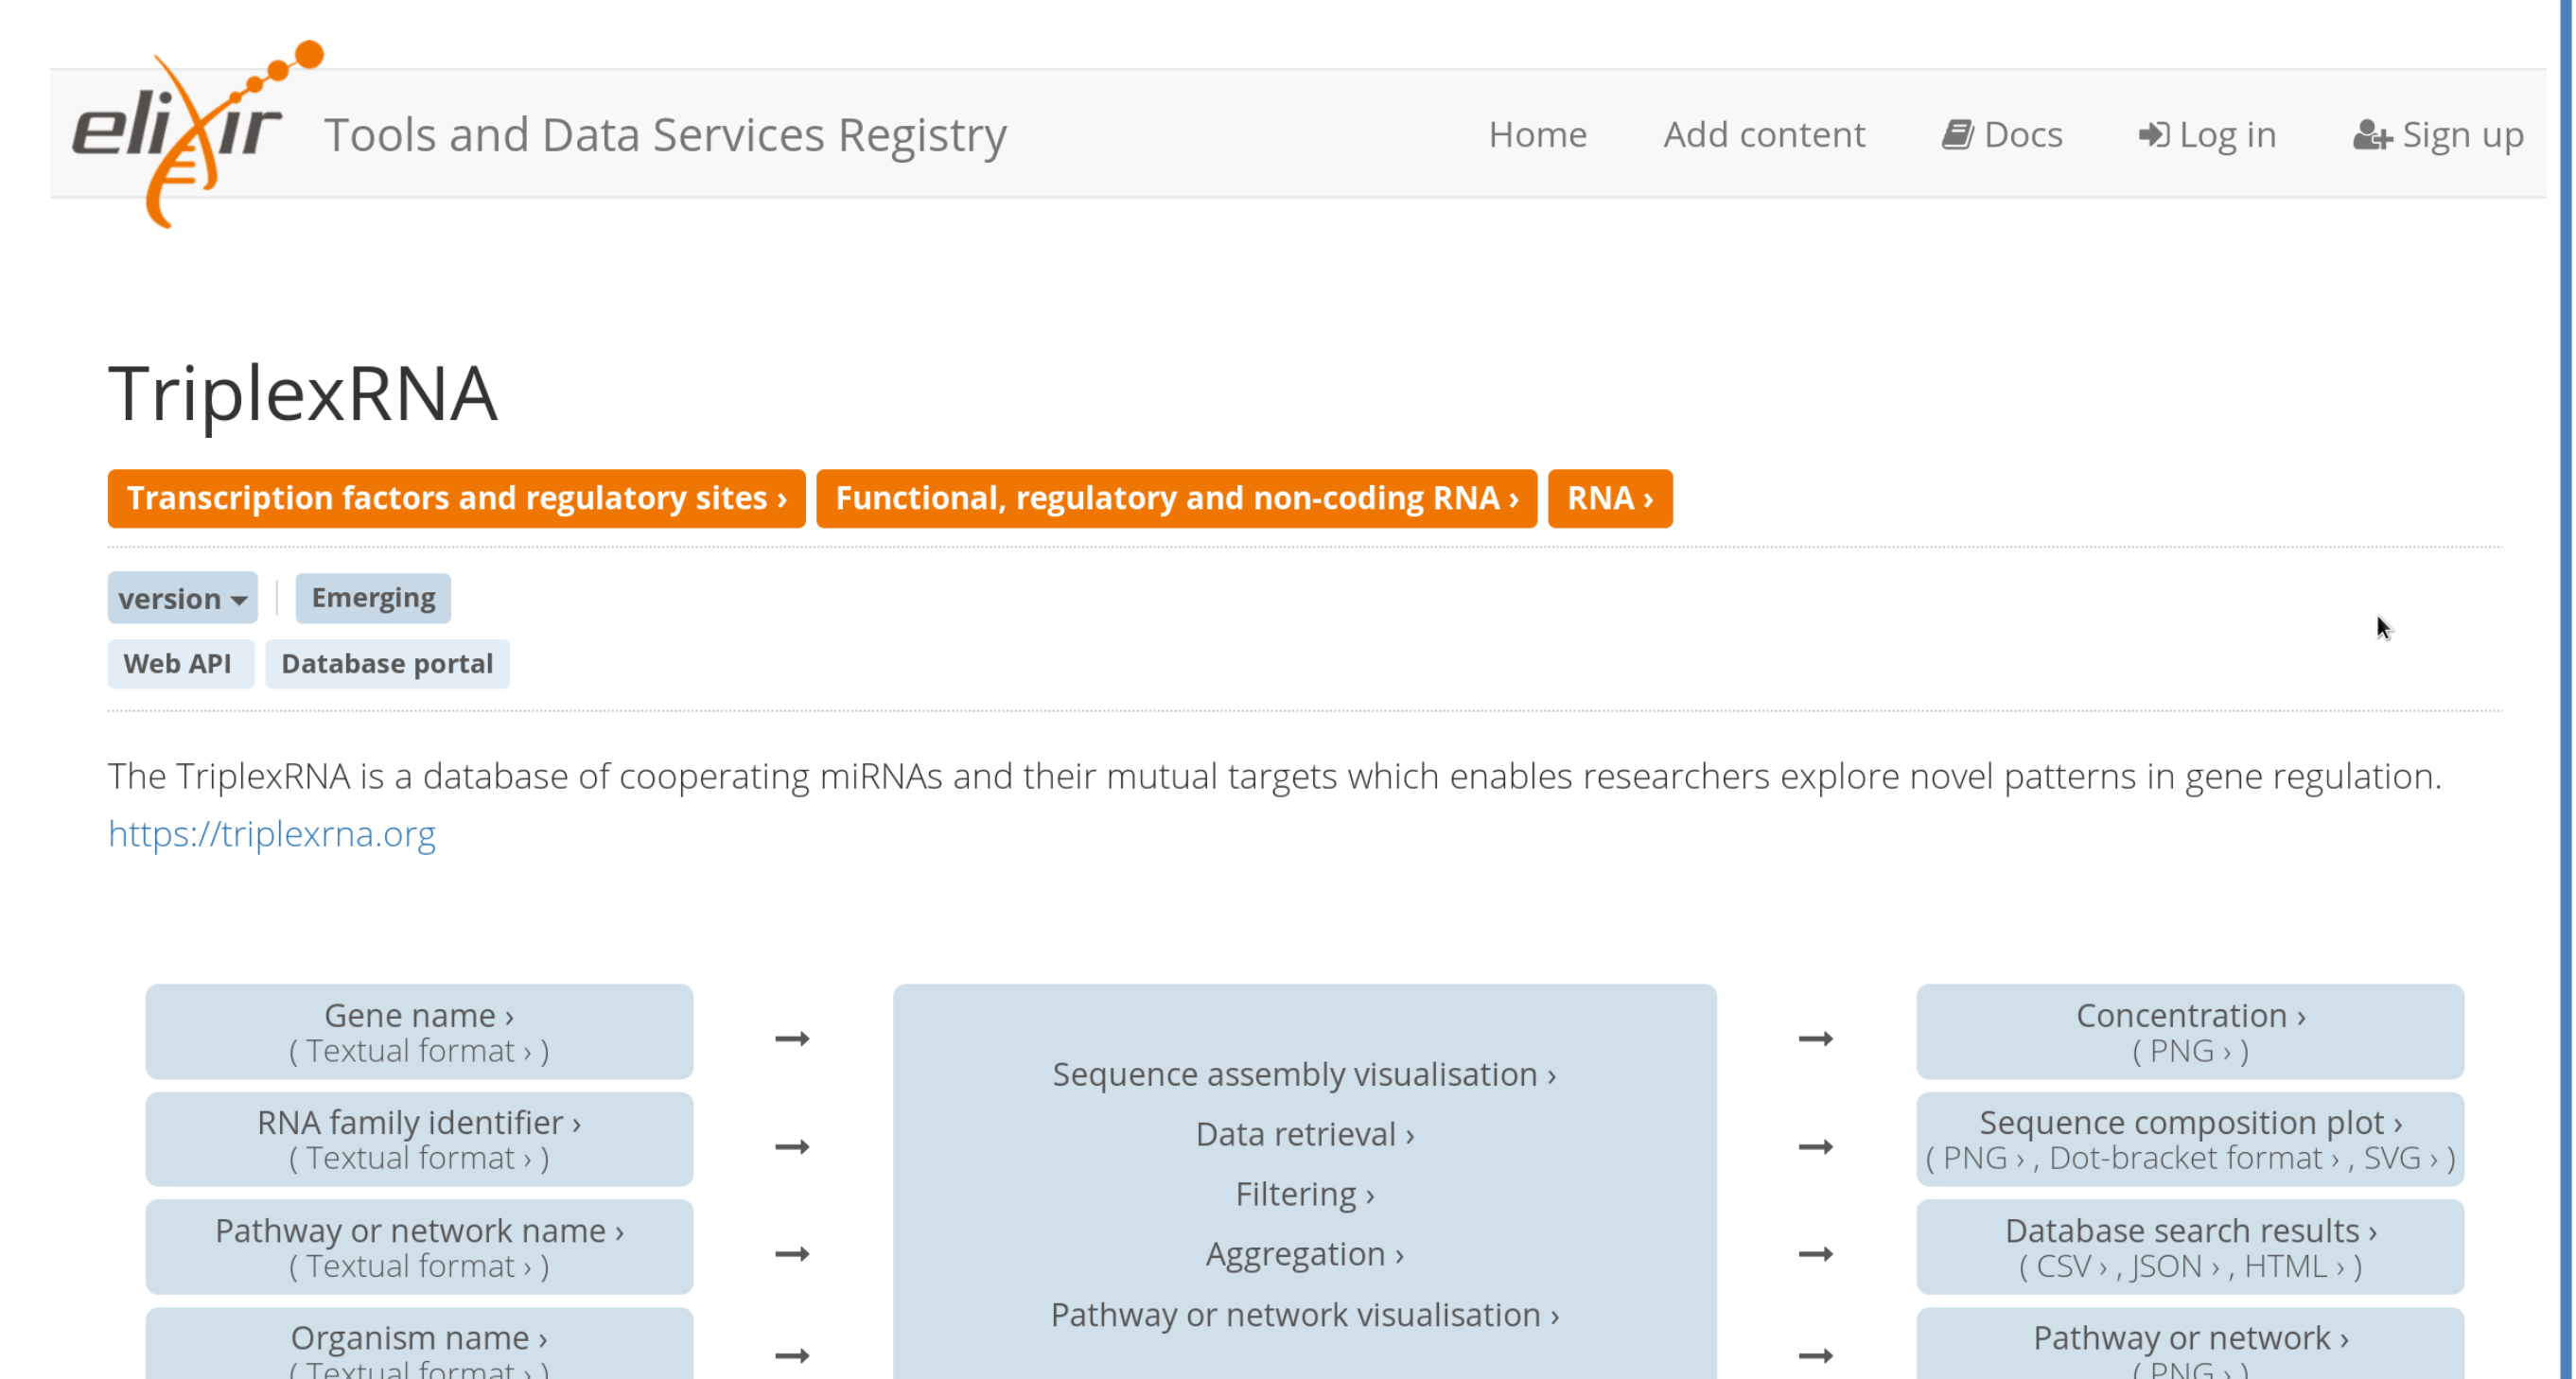 elixir Tools and Data Services Registry Home Add content Docs Log in Sign up
TriplexRNA
Transcription factors and regulatory sites › Functional, regulatory and non-coding RNA › RNA ›
version Emerging
Web API Database portal
The TriplexRNA is a database of cooperating miRNAs and their mutual targets which enables researchers explore novel patterns in gene regulation.
https://triplexrna.org
Gene name ›
( Textual format › )
RNA family identifier ›
( Textual format › )
Pathway or network name ›
( Textual format › )
Organism name ›
( Textual format › )
Sequence assembly visualisation ›
Data retrieval ›
Filtering ›
Aggregation ›
Pathway or network visualisation ›
Concentration ›
( PNG › )
Sequence composition plot ›
( PNG › , Dot-bracket format › , SVG › )
Database search results ›
( CSV › , JSON › , HTML › )
Pathway or network ›
( PNG › )